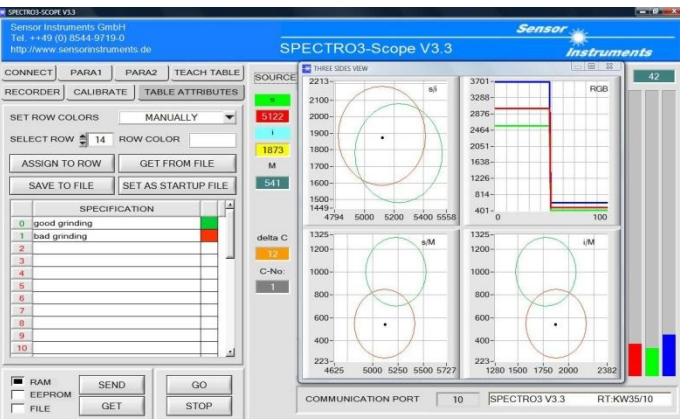 SPECTRO3-SCOPE V3.3
Sensor Instruments GmbH
Tel. ++49 (0) 8544-9719-0
http://www.sensorinstruments.de
SPECTRO3-Scope V3.3
Sensor
Instruments
CONNECT PARA1 PARA2 TEACH TABLE
RECORDER CALIBRATE TABLE ATTRIBUTES
SET ROW COLORS MANUALLY
SELECT ROW 14 ROW COLOR
ASSIGN TO ROW GET FROM FILE
SAVE TO FILE SET AS STARTUP FILE
SPECIFICATION
0 good grinding
1 bad grinding
2
3
4
5
6
7
8
9
10
RAM
EEPROM
FILE
SEND GO
GET STOP
SOURCE
s
5122
i
1873
M
541
delta C
12
C-No:
1
THREE SIDES VIEW
s/i
2213
2100
2000
1900
1800
1700
1600
1500
1449
4794 5000 5200 5400 5558
RGB
3701
3288
2876
2464
2051
1638
1226
814
401
0 100
s/M
1325
1200
1000
800
600
400
223
4625 5000 5250 5500 5727
i/M
1325
1200
1000
800
600
400
223
1280 1500 1750 2000 2382
42
COMMUNICATION PORT 10 SPECTRO3 V3.3 RT:KW35/10